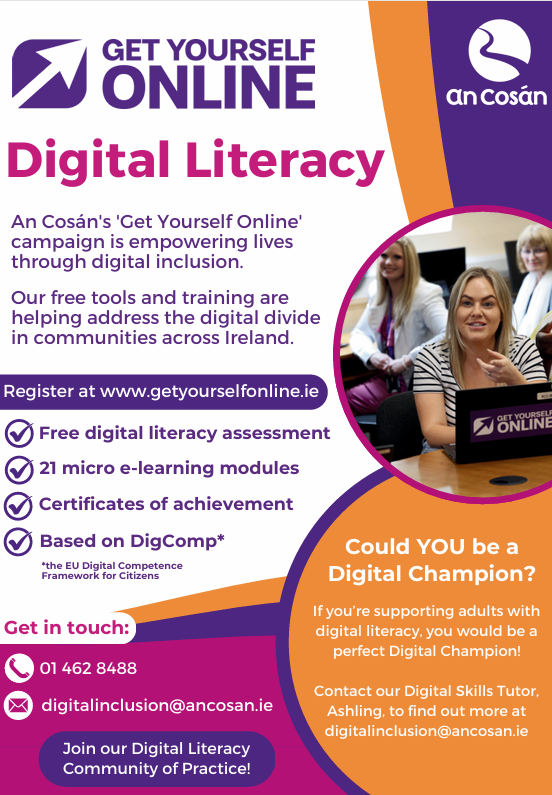 GET YOURSELF
ONLINE
an Cosán
Digital Literacy
An Cosán's 'Get Yourself Online'
campaign is empowering lives
through digital inclusion.
Our free tools and training are
helping address the digital divide
in communities across Ireland.
Register at www.getyourselfonline.ie
Free digital literacy assessment
21 micro e-learning modules
Certificates of achievement
Based on DigComp*
*the EU Digital Competence
Framework for Citizens
GET YOURSELF
ONLINE
Could YOU be a
Digital Champion?
If you're supporting adults with
digital literacy, you would be a
perfect Digital Champion!
Contact our Digital Skills Tutor,
Ashling, to find out more at
digitalinclusion@ancosan.ie
Get in touch:
01 462 8488
digitalinclusion@ancosan.ie
Join our Digital Literacy
Community of Practice!